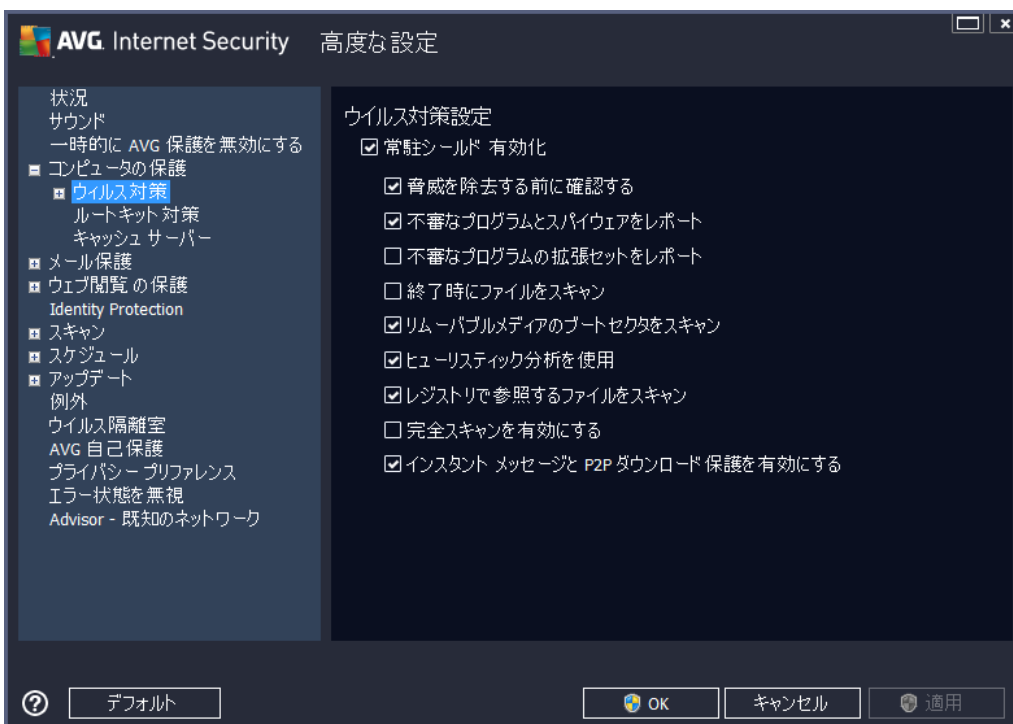 AVG. Internet Security 高度な設定
状況
サウンド
一時的に AVG 保護を無効にする
コンピュータの保護
ウィルス対策
ルートキット対策
キャッシュ サーバー
メール保護
ウェブ閲覧 の保護
Identity Protection
スキャン
スケジュール
アップデート
例外
ウイルス隔離室
AVG 自己保護
プライバシー プリファレンス
エラー状態を無視
Advisor - 既知のネットワーク
ウイルス対策設定
常駐シールド 有効化
脅威を除去する前に確認する
不審なプログラムとスパイウェアをレポート
不審なプログラムの拡張セットをレポート
終了時にファイルをスキャン
リムーバブルメディアのブートセクタをスキャン
ヒューリスティック分析を使用
レジストリで参照するファイルをスキャン
完全スキャンを有効にする
インスタント メッセージと P2P ダウンロード保護を有効にする
デフォルト
OK
キャンセル
適用